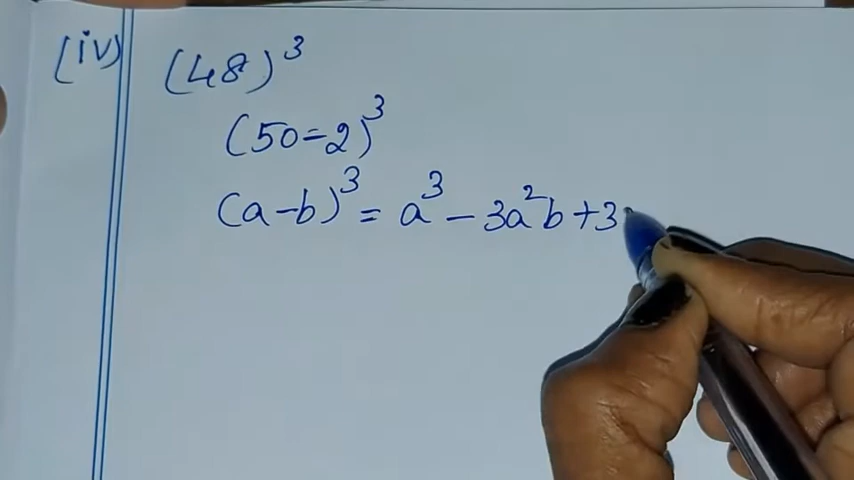 (iv) (48)³
(50-2)³
(a-b)³ = a³ - 3a²b + 3